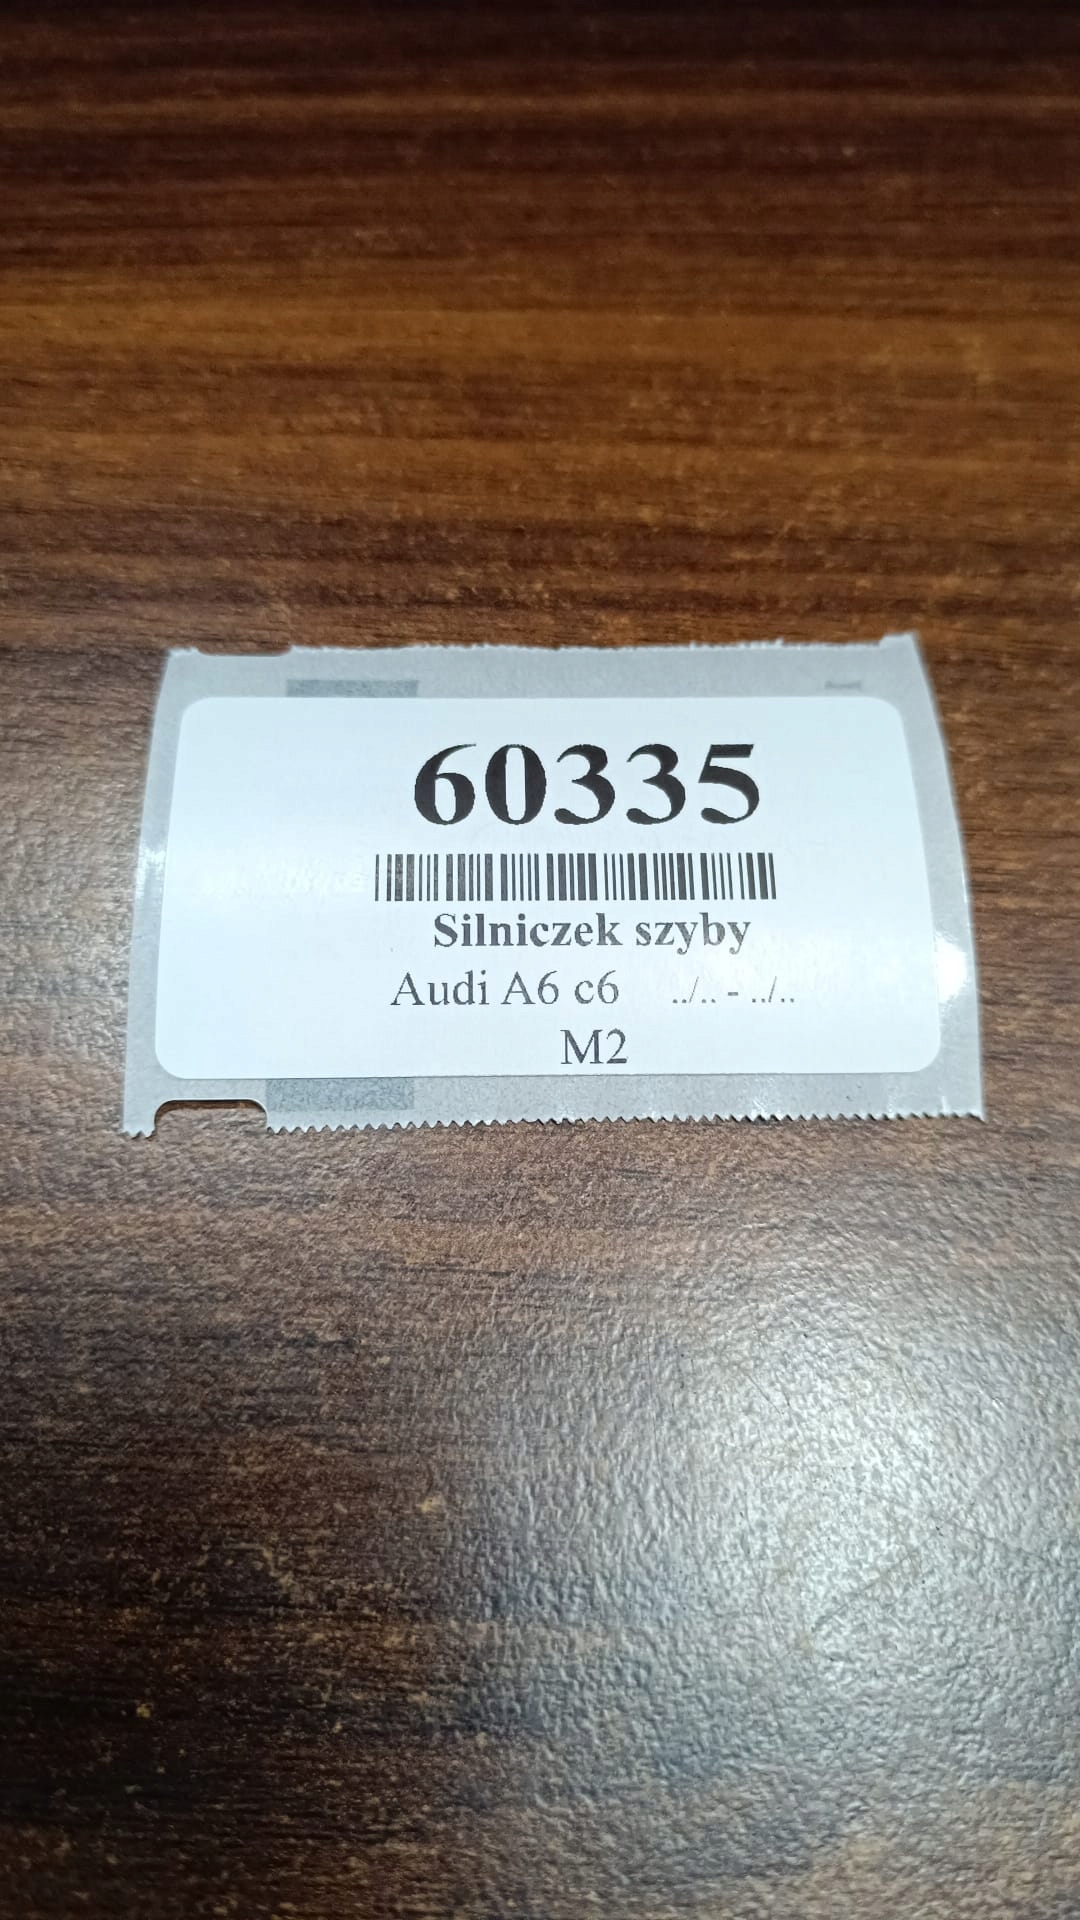 60335
Silniczek szyby
Audi A6 c6 ../.. - ../..
M2